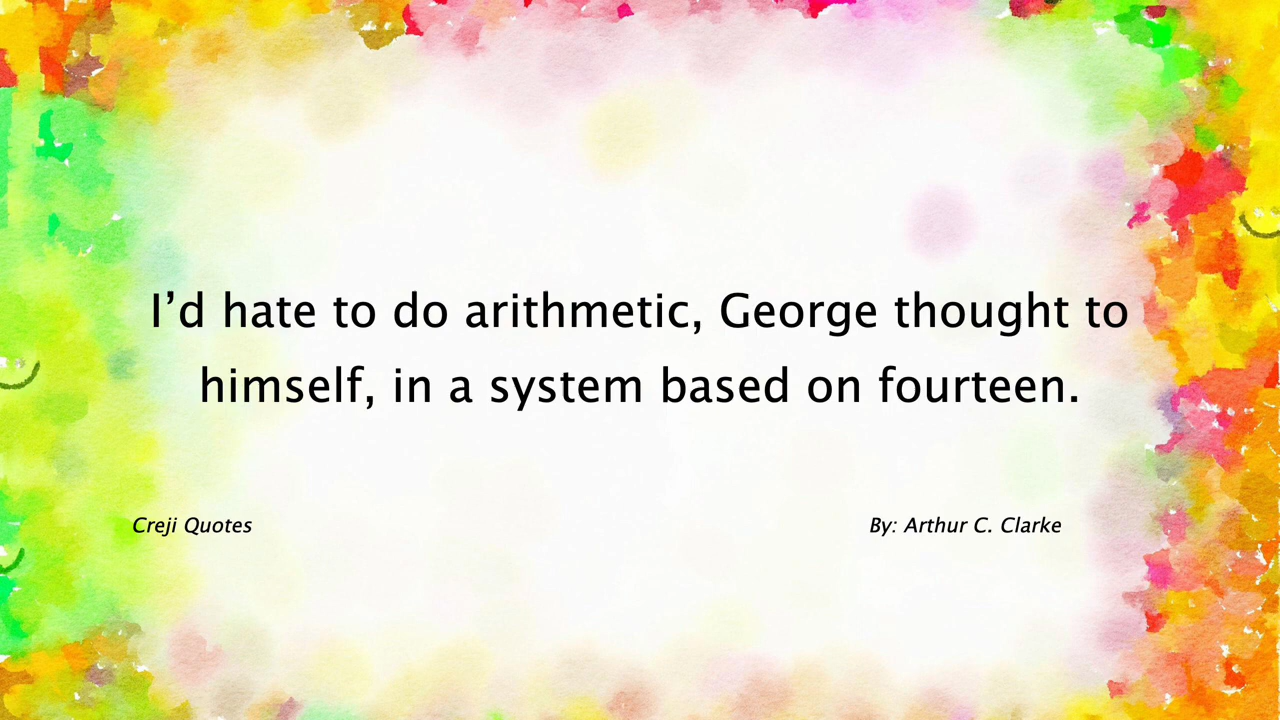 I’d hate to do arithmetic, George thought to
himself, in a system based on fourteen.
Creji Quotes
By: Arthur C. Clarke